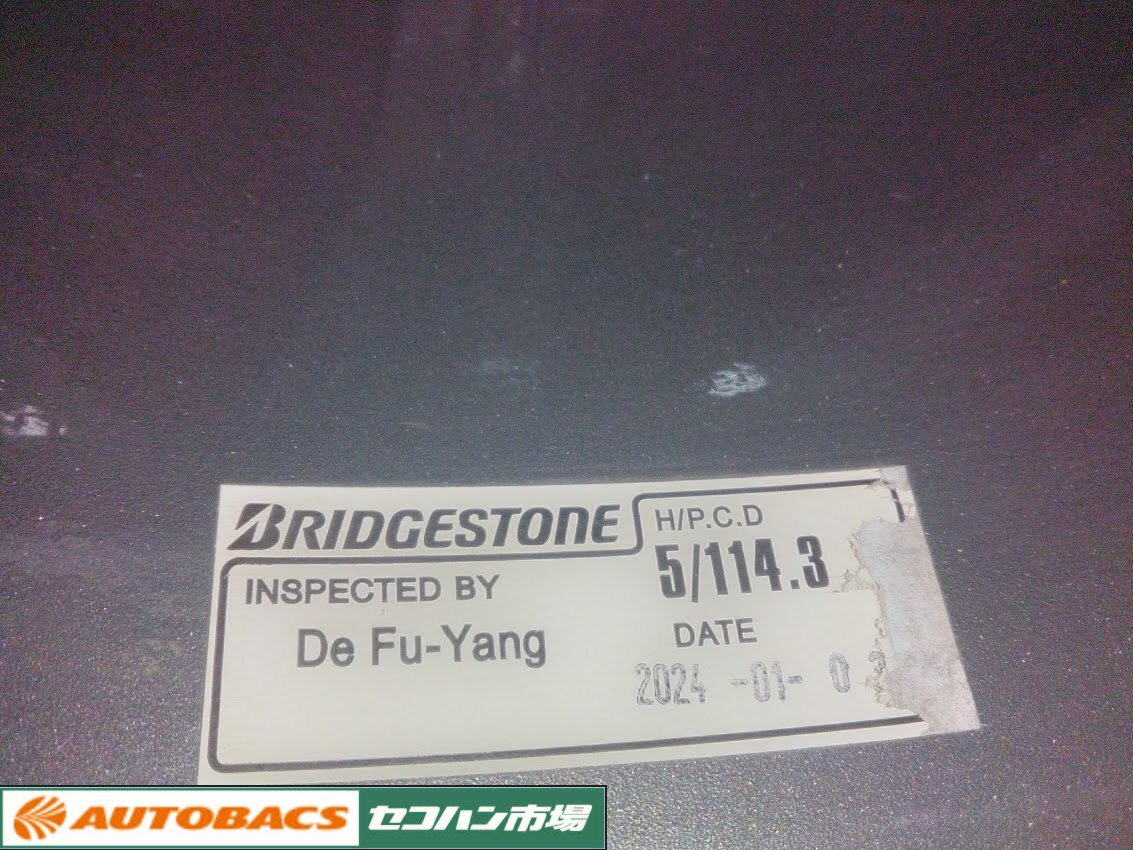 BRIDGESTONE
H/P.C.D
5/114.3
INSPECTED BY
De Fu-Yang
DATE
2024 -01- 0
AUTOBACS セコハン市場